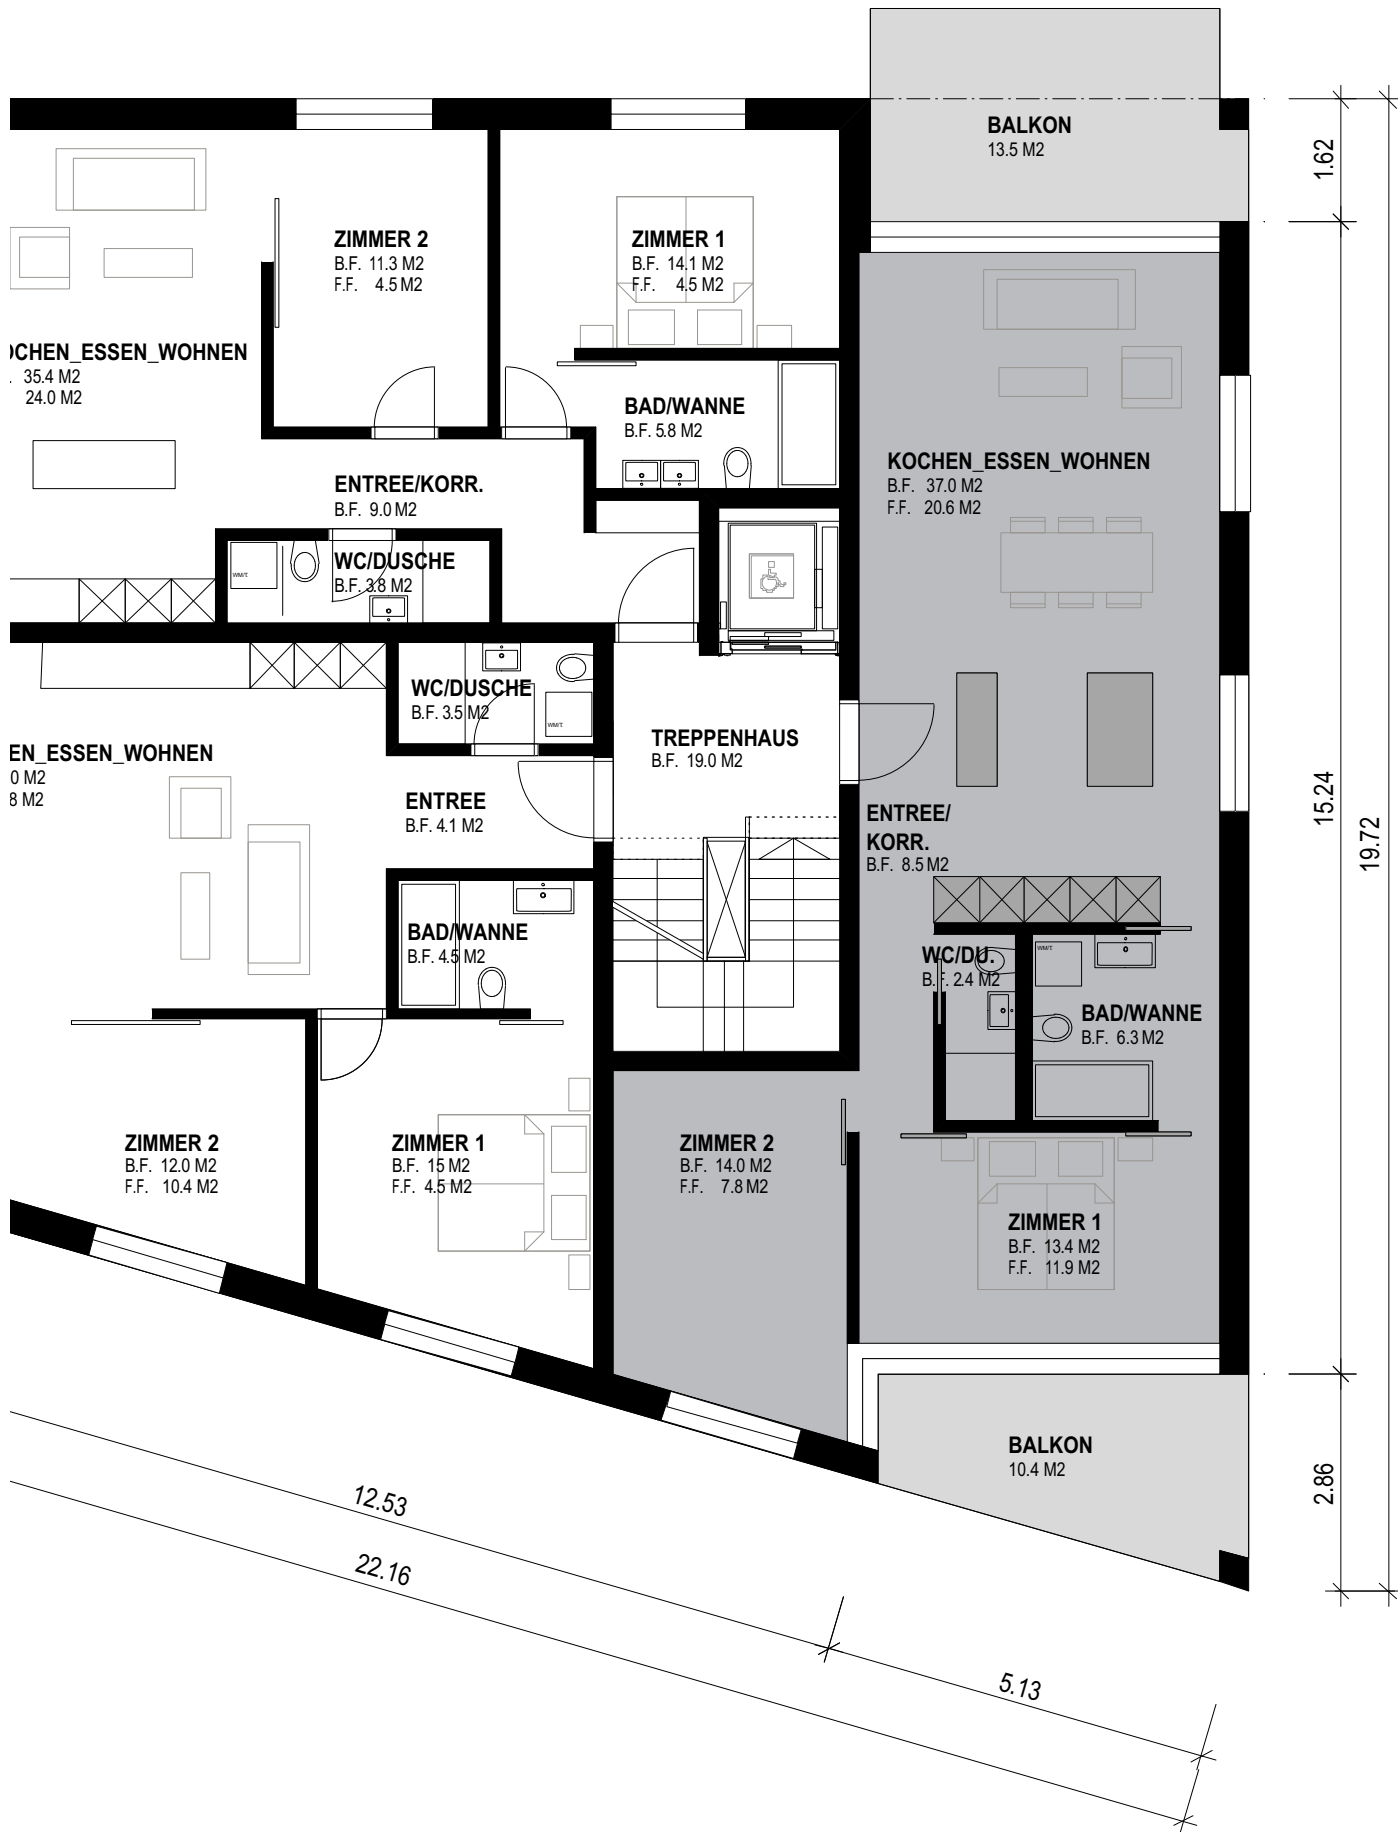 BALKON
13.5 M2
1.62
ZIMMER 2
B.F. 11.3 M2
F.F. 4.5 M2
ZIMMER 1
B.F. 14.1 M2
F.F. 4.5 M2
OCHEN_ESSEN_WOHNEN
. 35.4 M2
24.0 M2
BAD/WANNE
B.F. 5.8 M2
KOCHEN_ESSEN_WOHNEN
B.F. 37.0 M2
F.F. 20.6 M2
ENTREE/KORR.
B.F. 9.0 M2
WC/DUSCHE
B.F. 3.8 M2
WM/T.
WC/DUSCHE
B.F. 3.5 M2
WM/T.
EN_ESSEN_WOHNEN
0 M2
8 M2
TREPPENHAUS
B.F. 19.0 M2
ENTREE
B.F. 4.1 M2
ENTREE/
KORR.
B.F. 8.5 M2
15.24
19.72
BAD/WANNE
B.F. 4.5 M2
WC/DU.
B.F. 2.4 M2
WM/T.
BAD/WANNE
B.F. 6.3 M2
ZIMMER 2
B.F. 12.0 M2
F.F. 10.4 M2
ZIMMER 1
B.F. 15 M2
F.F. 4.5 M2
ZIMMER 2
B.F. 14.0 M2
F.F. 7.8 M2
ZIMMER 1
B.F. 13.4 M2
F.F. 11.9 M2
BALKON
10.4 M2
2.86
12.53
22.16
5.13